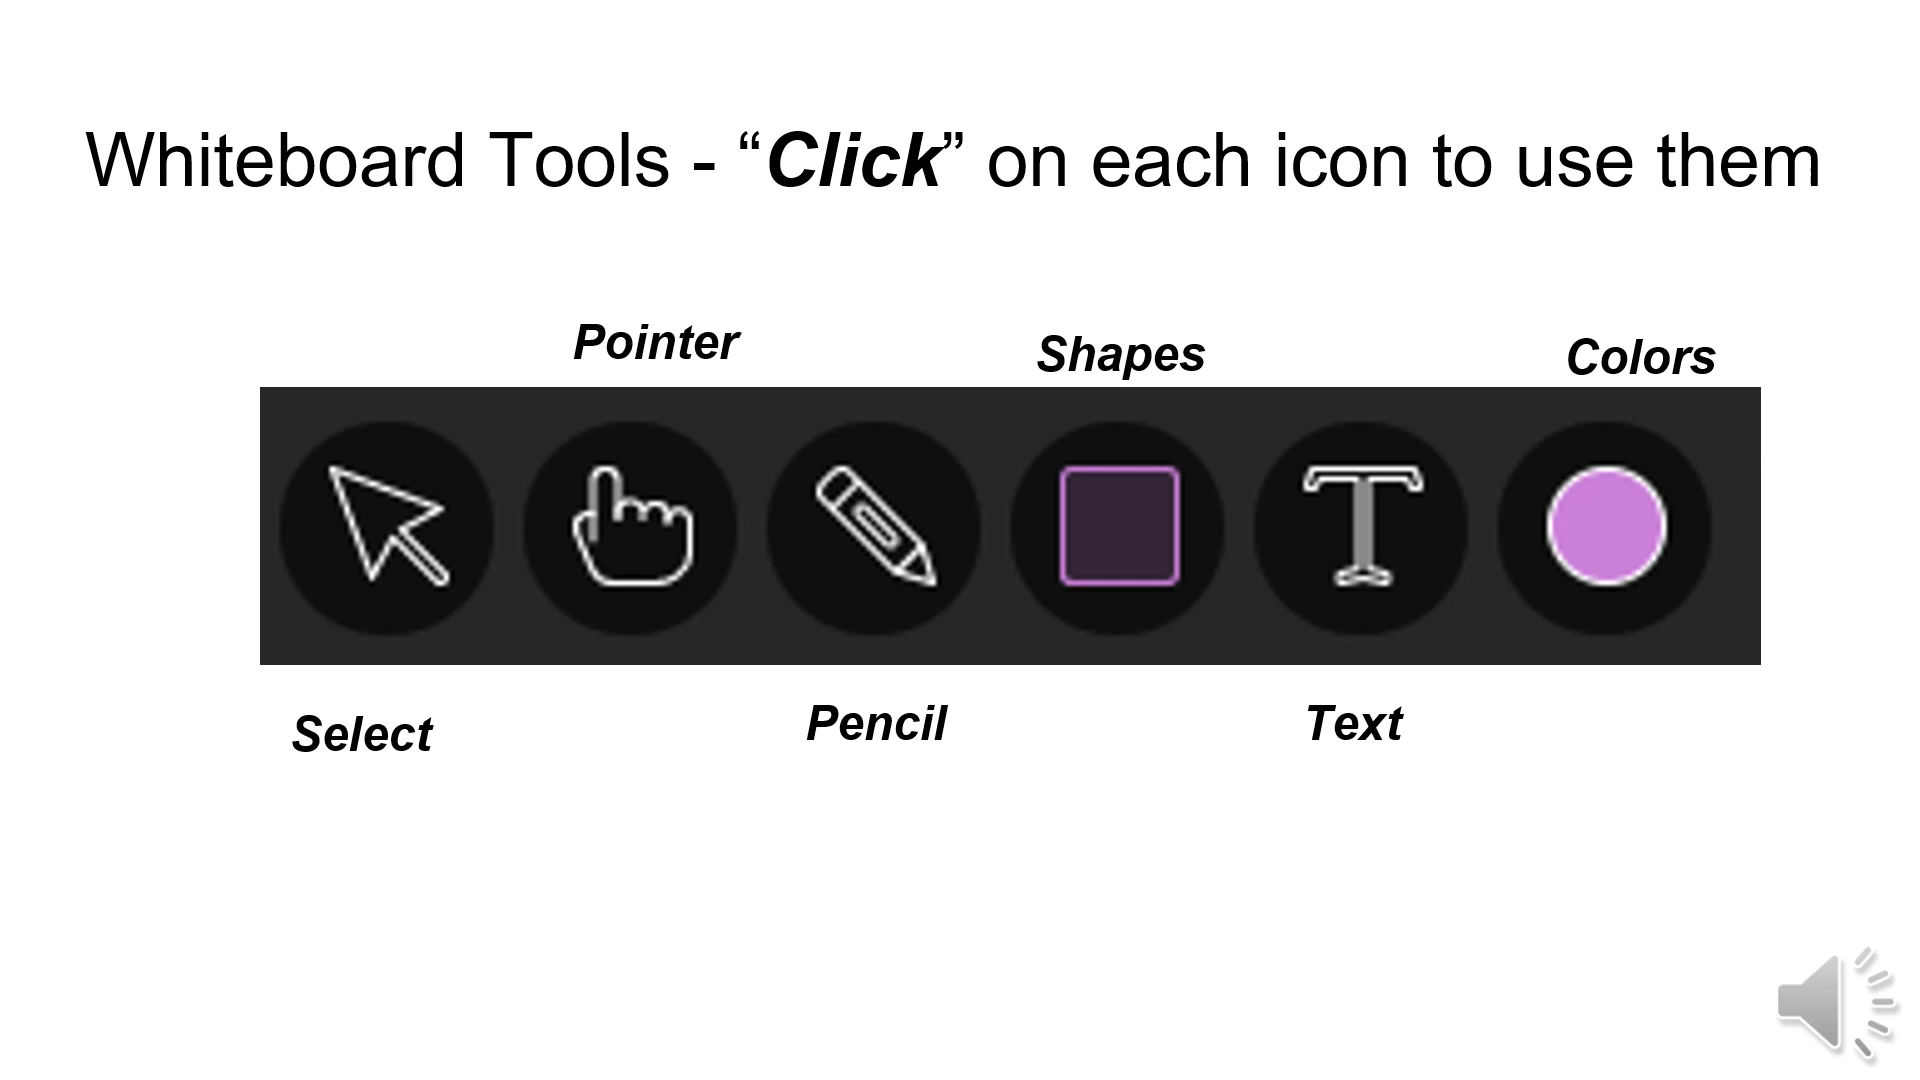 Whiteboard Tools - “Click” on each icon to use them
Pointer
Shapes
Colors
Select
Pencil
Text